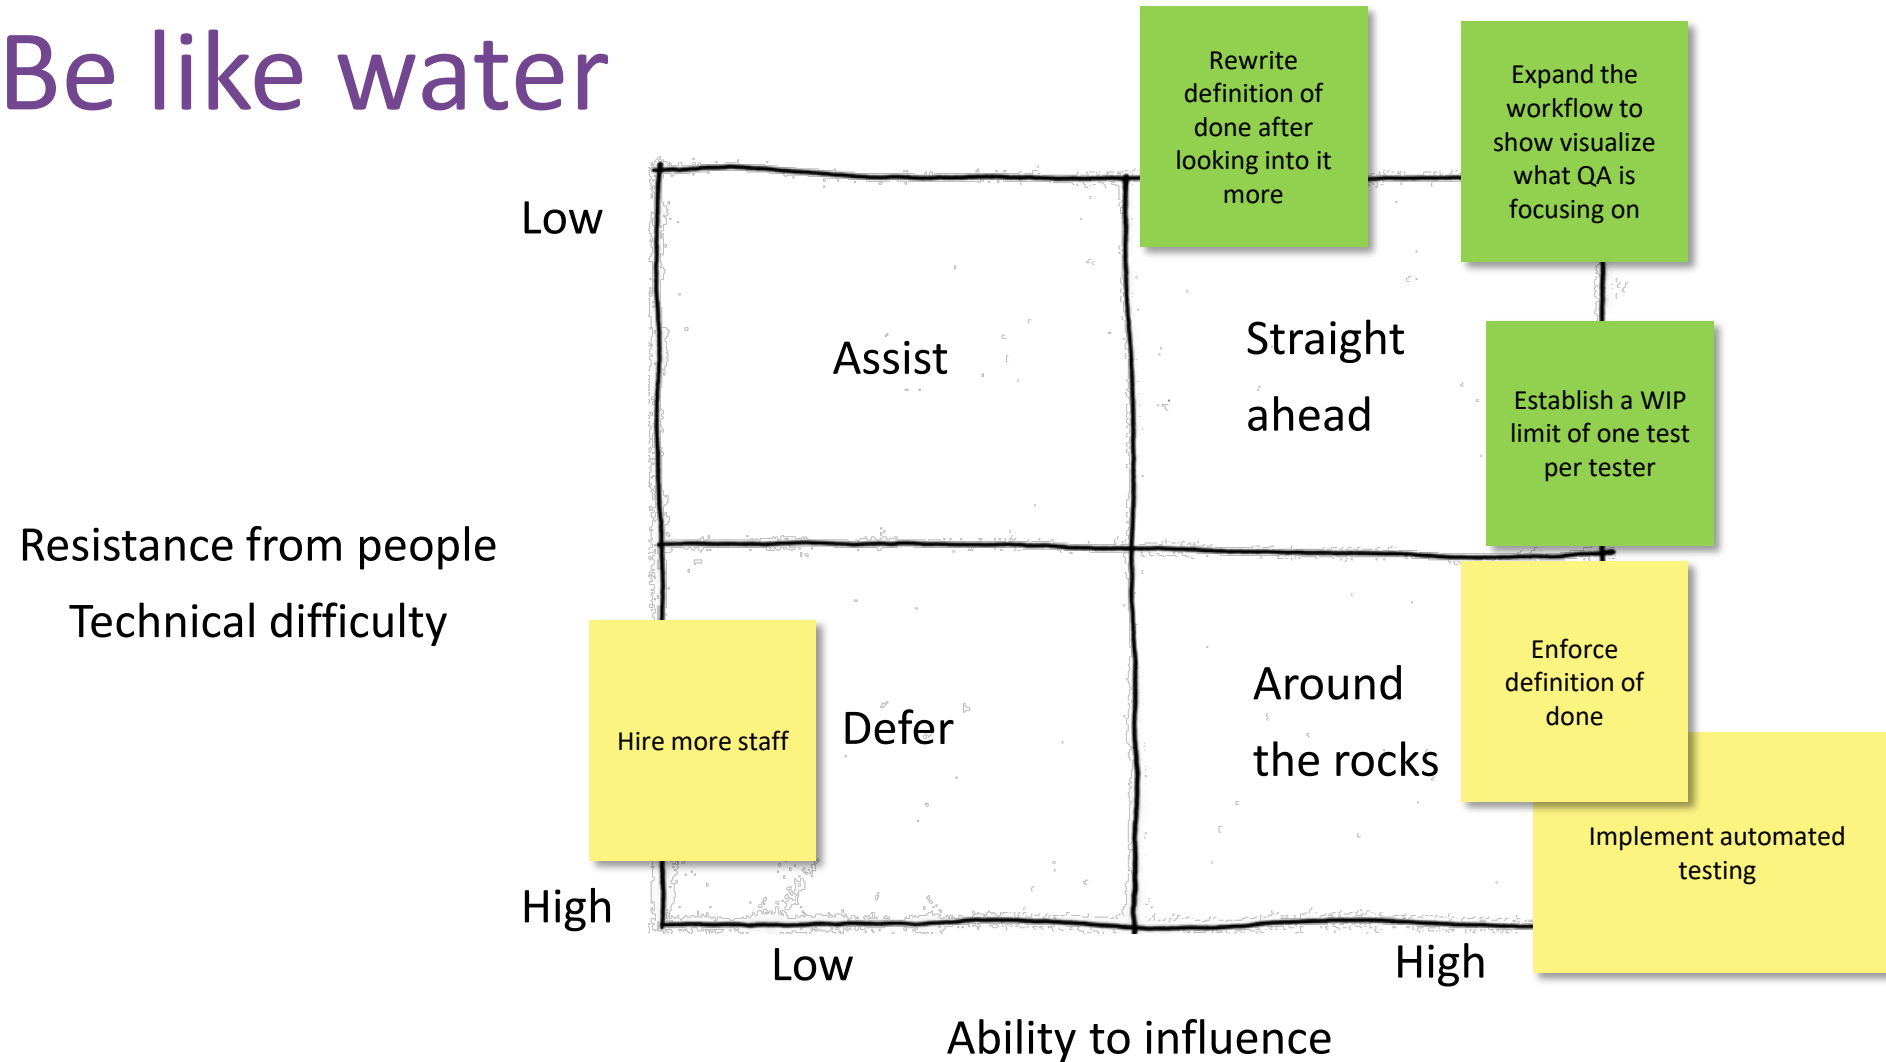 Be like water
Rewrite
definition of
done after
looking into it
more
Expand the
workflow to
show visualize
what QA is
focusing on
Low
Assist
Straight
ahead
Establish a WIP
limit of one test
per tester
Resistance from people
Technical difficulty
Hire more staff
Defer
Around
the rocks
Enforce
definition of
done
Implement automated
testing
High
Low
High
Ability to influence